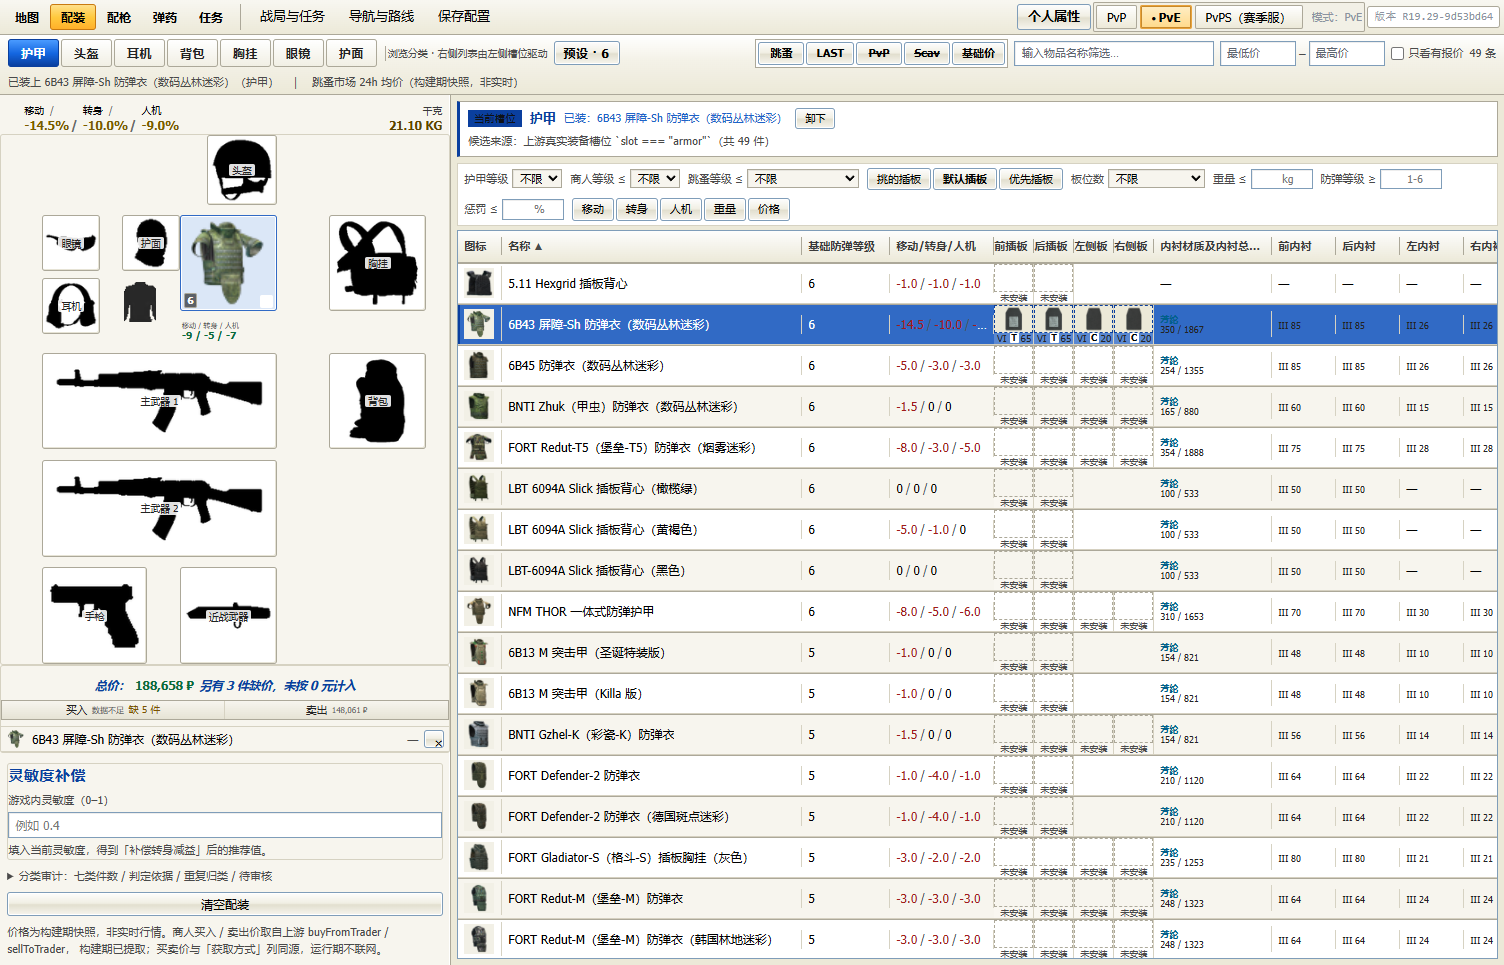 地图 配装 配枪 弹药 任务 战局与任务 导航与路线 保存配置 个人属性 PvP • PvE PvPS（赛季服） 模式：PvE 版本 R19.29-9d53bd64
护甲 头盔 耳机 背包 胸挂 眼镜 护面 浏览分类 · 右侧列表由左侧槽位驱动 预设 · 6 跳蚤 LAST PvP Scav 基础价 输入物品名称筛选... 最低价 – 最高价 只看有报价 49 条
已装上 6B43 屏障-Sh 防弹衣（数码丛林迷彩）（护甲） | 跳蚤市场 24h 均价（构建期快照，非实时）
移动 / 转身 / 人机 干克
-14.5% / -10.0% / -9.0% 21.10 KG
头盔
眼镜 护面 6 胸挂
耳机
移动 / 转身 / 人机
-9 / -5 / -7
主武器 1 背包
主武器 2
手枪 近战武器
总价： 188,658 ₽ 另有 3 件缺价，未按 0 元计入
买入 数据不足 缺 5 件 卖出 148,061 ₽
6B43 屏障-Sh 防弹衣（数码丛林迷彩） — ×
灵敏度补偿
游戏内灵敏度（0–1）
例如 0.4
填入当前灵敏度，得到「补偿转身减益」后的推荐值。
▶ 分类审计：七类件数 / 判定依据 / 重复归类 / 待审核
清空配装
价格为构建期快照，非实时行情。商人买入 / 卖出价取自上游 buyFromTrader /
sellToTrader， 构建期已提取；买卖价与「获取方式」列同源，运行期不联网。
当前槽位 护甲 已装：6B43 屏障-Sh 防弹衣（数码丛林迷彩） 卸下
候选来源：上游真实装备槽位 `slot === "armor"`（共 49 件）
护甲等级 不限 商人等级 ≤ 不限 跳蚤等级 ≤ 不限 挑的插板 默认插板 优先插板 板位数 不限 重量 ≤ kg 防弹等级 ≥ 1-6
惩罚 ≤ % 移动 转身 人机 重量 价格
图标 名称 ▲ 基础防弹等级 移动/转身/人机 前插板 后插板 左侧板 右侧板 内衬材质及内衬总... 前内衬 后内衬 左内衬 右内衬
5.11 Hexgrid 插板背心 6 -1.0 / -1.0 / -1.0 未安装 未安装 — — — — —
6B43 屏障-Sh 防弹衣（数码丛林迷彩） 6 -14.5 / -10.0 / -... VI T 65 VI T 65 VI C 20 VI C 20 芳纶 350 / 1867 III 85 III 85 III 26 III 26
6B45 防弹衣（数码丛林迷彩） 6 -5.0 / -3.0 / -3.0 未安装 未安装 未安装 未安装 芳纶 254 / 1355 III 85 III 85 III 26 III 26
BNTI Zhuk（甲虫）防弹衣（数码丛林迷彩） 6 -1.5 / 0 / 0 未安装 未安装 未安装 未安装 芳纶 165 / 880 III 60 III 60 III 15 III 15
FORT Redut-T5（堡垒-T5）防弹衣（烟雾迷彩） 6 -8.0 / -3.0 / -5.0 未安装 未安装 未安装 未安装 芳纶 354 / 1888 III 75 III 75 III 28 III 28
LBT 6094A Slick 插板背心（橄榄绿） 6 0 / 0 / 0 未安装 未安装 芳纶 100 / 533 III 50 III 50 — —
LBT 6094A Slick 插板背心（黄褐色） 6 -5.0 / -1.0 / 0 未安装 未安装 芳纶 100 / 533 III 50 III 50 — —
LBT-6094A Slick 插板背心（黑色） 6 0 / 0 / 0 未安装 未安装 芳纶 100 / 533 III 50 III 50 — —
NFM THOR 一体式防弹护甲 6 -8.0 / -5.0 / -6.0 未安装 未安装 未安装 未安装 芳纶 310 / 1653 III 70 III 70 III 30 III 30
6B13 M 突击甲（圣诞特装版） 5 -1.0 / 0 / 0 未安装 未安装 芳纶 154 / 821 III 48 III 48 III 10 III 10
6B13 M 突击甲（Killa 版） 5 -1.0 / 0 / 0 未安装 未安装 芳纶 154 / 821 III 48 III 48 III 10 III 10
BNTI Gzhel-K（彩瓷-K）防弹衣 5 -1.5 / 0 / 0 未安装 未安装 未安装 未安装 芳纶 154 / 821 III 56 III 56 III 14 III 14
FORT Defender-2 防弹衣 5 -1.0 / -4.0 / -1.0 未安装 未安装 芳纶 210 / 1120 III 64 III 64 III 22 III 22
FORT Defender-2 防弹衣（德国斑点迷彩） 5 -1.0 / -4.0 / -1.0 未安装 未安装 芳纶 210 / 1120 III 64 III 64 III 22 III 22
FORT Gladiator-S（格斗-S）插板胸挂（灰色） 5 -3.0 / -2.0 / -2.0 未安装 未安装 未安装 未安装 芳纶 235 / 1253 III 80 III 80 III 21 III 21
FORT Redut-M（堡垒-M）防弹衣 5 -3.0 / -3.0 / -3.0 未安装 未安装 未安装 未安装 芳纶 248 / 1323 III 64 III 64 III 24 III 24
FORT Redut-M（堡垒-M）防弹衣（韩国林地迷彩） 5 -3.0 / -3.0 / -3.0 未安装 未安装 未安装 未安装 芳纶 248 / 1323 III 64 III 64 III 24 III 24